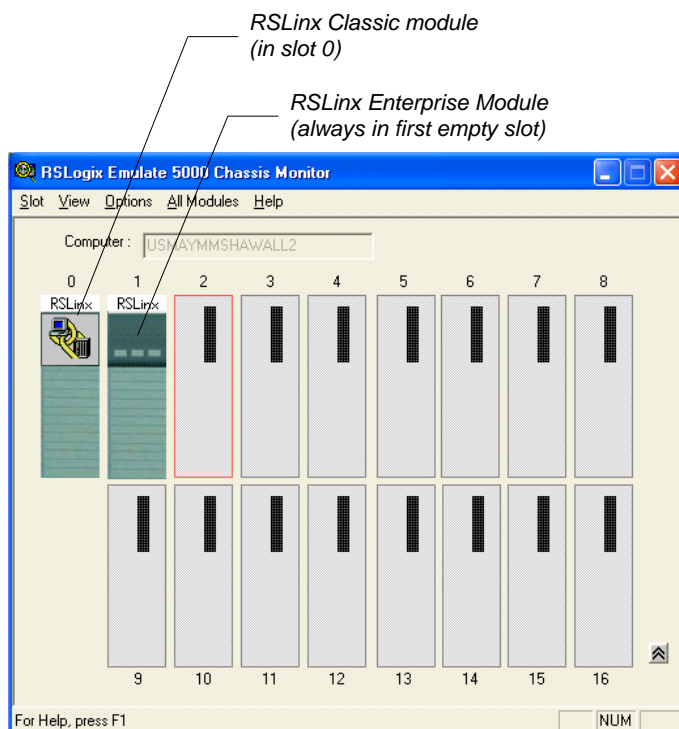 RSLinx Classic module
(in slot 0)
RSLinx Enterprise Module
(always in first empty slot)
RSLogix Emulate 5000 Chassis Monitor
Slot View Options All Modules Help
Computer : USMAYMMSHAWALL2
0 1 2 3 4 5 6 7 8
RSLinx RSLinx
9 10 11 12 13 14 15 16
For Help, press F1 NUM